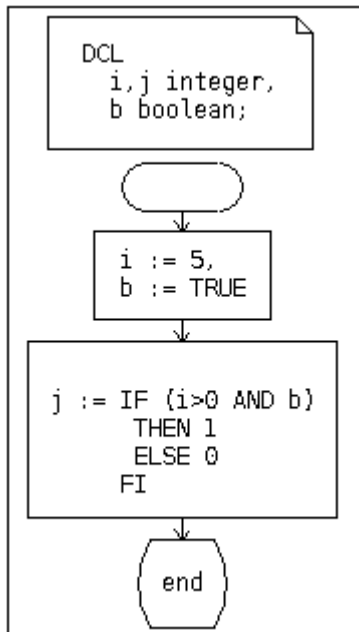 DCL
i,j integer,
b boolean;
i := 5,
b := TRUE
j := IF (i>0 AND b)
THEN 1
ELSE 0
FI
end